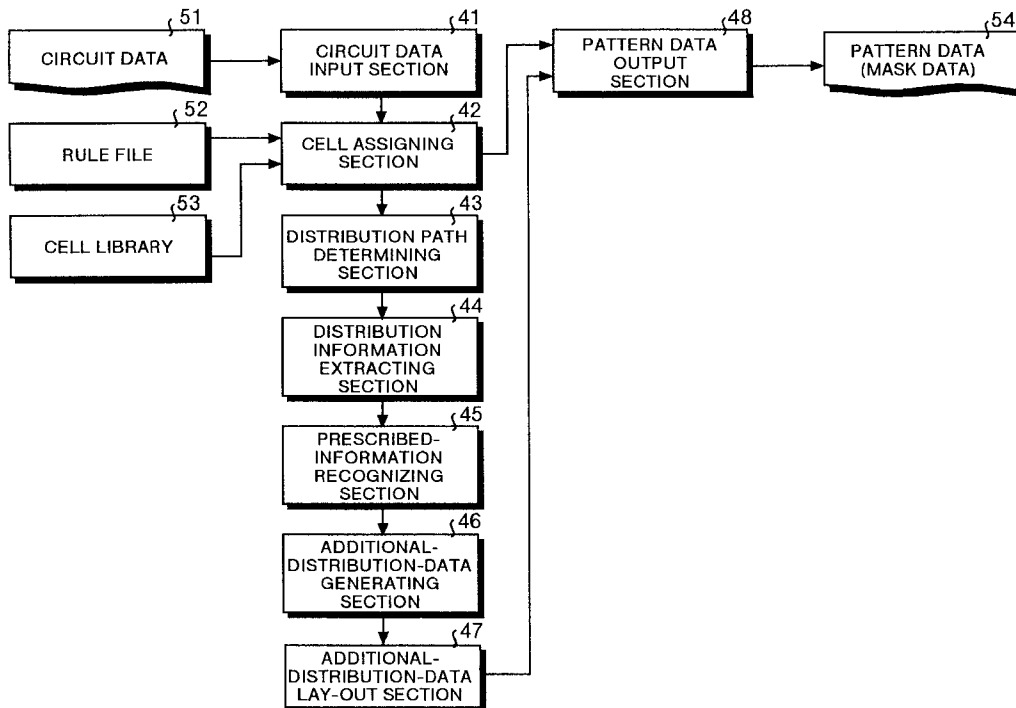 51
CIRCUIT DATA
41
CIRCUIT DATA
INPUT SECTION
48
PATTERN DATA
OUTPUT
SECTION
54
PATTERN DATA
(MASK DATA)
52
RULE FILE
42
CELL ASSIGNING
SECTION
53
CELL LIBRARY
43
DISTRIBUTION PATH
DETERMINING
SECTION
44
DISTRIBUTION
INFORMATION
EXTRACTING
SECTION
45
PRESCRIBED-
INFORMATION
RECOGNIZING
SECTION
46
ADDITIONAL-
DISTRIBUTION-DATA
GENERATING
SECTION
47
ADDITIONAL-
DISTRIBUTION-DATA
LAY-OUT SECTION